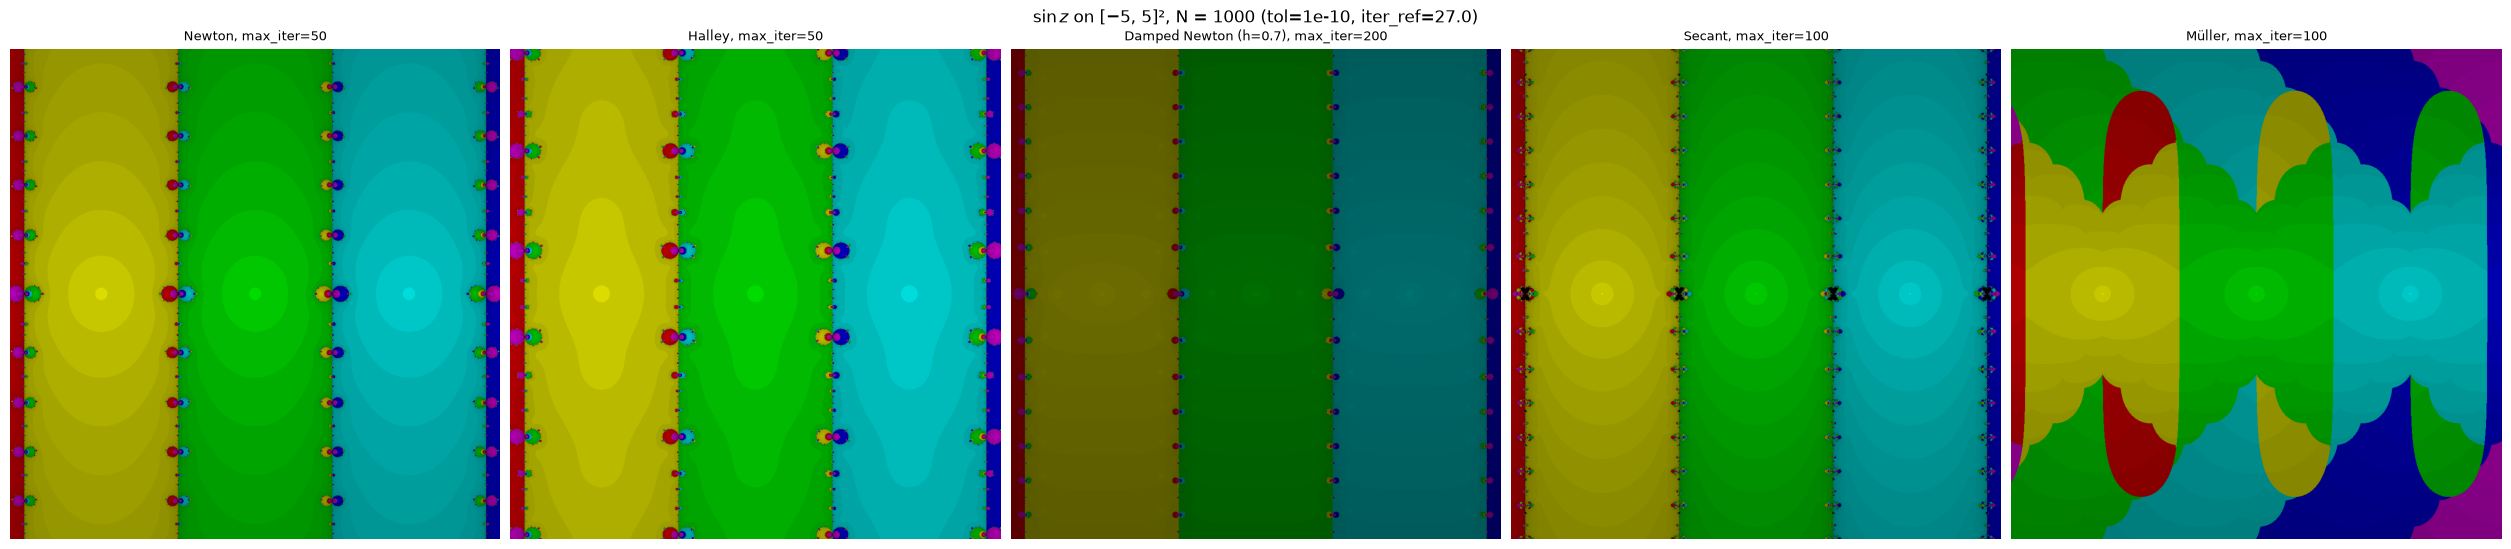 sin z on [−5, 5]², N = 1000 (tol=1e-10, iter_ref=27.0)
Newton, max_iter=50
Halley, max_iter=50
Damped Newton (h=0.7), max_iter=200
Secant, max_iter=100
Müller, max_iter=100